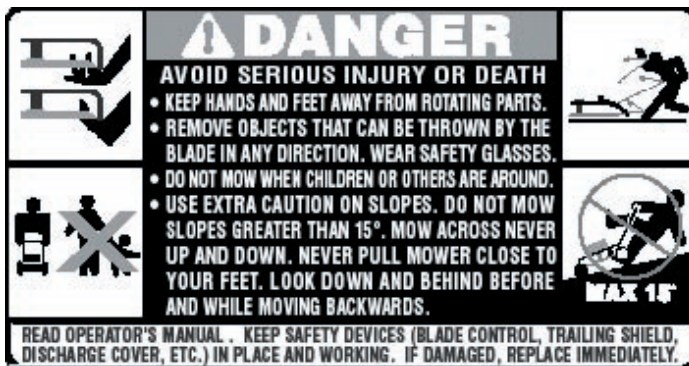 DANGER
AVOID SERIOUS INJURY OR DEATH
• KEEP HANDS AND FEET AWAY FROM ROTATING PARTS.
• REMOVE OBJECTS THAT CAN BE THROWN BY THE
BLADE IN ANY DIRECTION. WEAR SAFETY GLASSES.
• DO NOT MOW WHEN CHILDREN OR OTHERS ARE AROUND.
• USE EXTRA CAUTION ON SLOPES. DO NOT MOW
SLOPES GREATER THAN 15°. MOW ACROSS NEVER
UP AND DOWN. NEVER PULL MOWER CLOSE TO
YOUR FEET. LOOK DOWN AND BEHIND BEFORE
AND WHILE MOVING BACKWARDS.
MAX 15°
READ OPERATOR'S MANUAL . KEEP SAFETY DEVICES (BLADE CONTROL, TRAILING SHIELD,
DISCHARGE COVER, ETC.) IN PLACE AND WORKING. IF DAMAGED, REPLACE IMMEDIATELY.